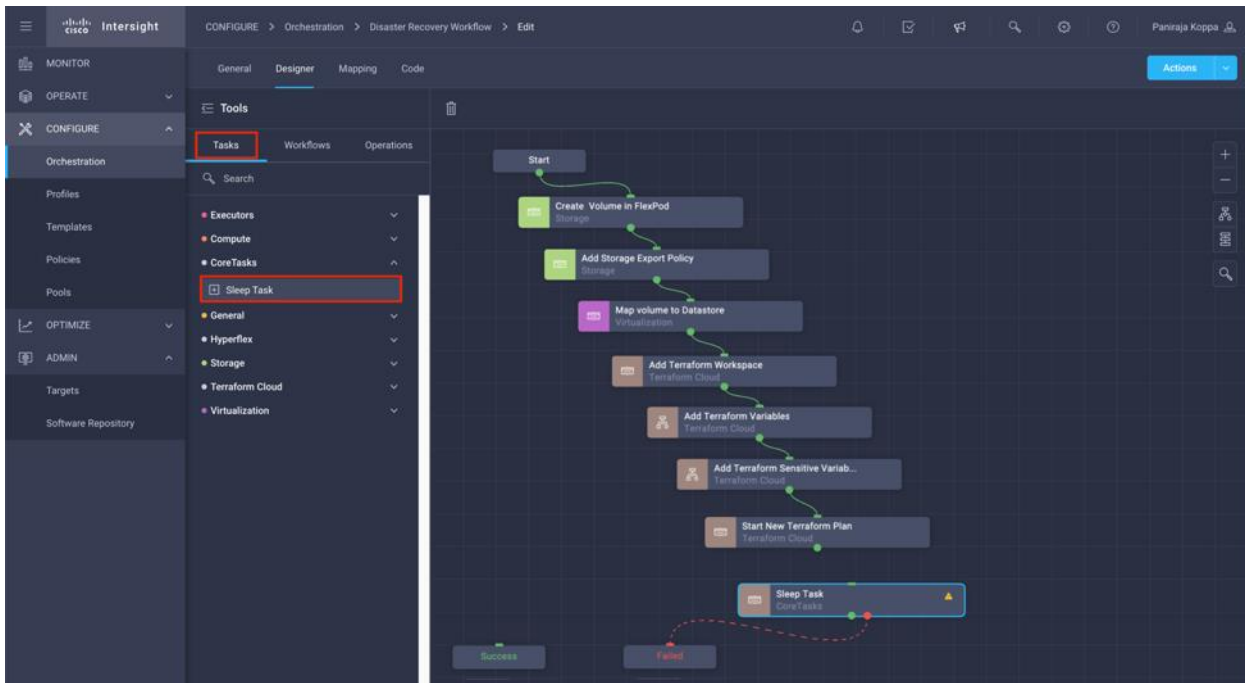 cisco Intersight
CONFIGURE > Orchestration > Disaster Recovery Workflow > Edit
Paniraja Koppa
MONITOR
OPERATE
CONFIGURE
Orchestration
Profiles
Templates
Policies
Pools
OPTIMIZE
ADMIN
Targets
Software Repository
General Designer Mapping Code
Actions
Tools
Tasks Workflows Operations
Search
Executors
Compute
CoreTasks
Sleep Task
General
Hyperflex
Storage
Terraform Cloud
Virtualization
Start
Create Volume in FlexPod
Storage
Add Storage Export Policy
Storage
Map volume to Datastore
Virtualization
Add Terraform Workspace
Terraform Cloud
Add Terraform Variables
Terraform Cloud
Add Terraform Sensitive Variab...
Terraform Cloud
Start New Terraform Plan
Terraform Cloud
Sleep Task
CoreTasks
Success
Failed